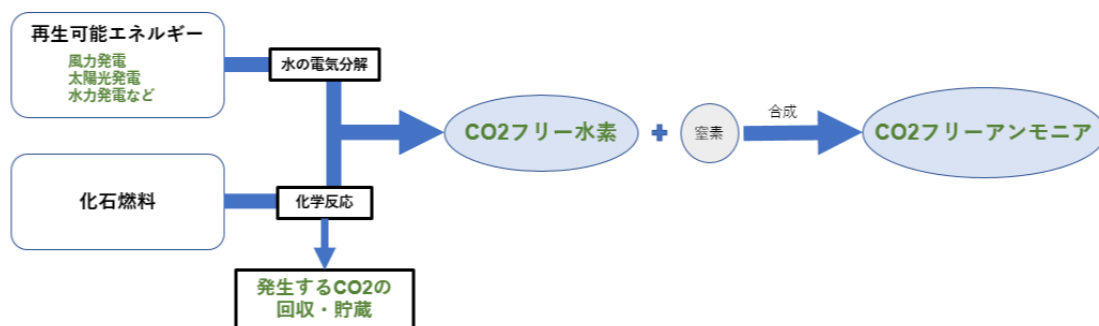 再生可能エネルギー
風力発電
太陽光発電
水力発電など
水の電気分解
CO2フリー水素
+
窒素
合成
CO2フリーアンモニア
化石燃料
化学反応
発生するCO2の
回収・貯蔵